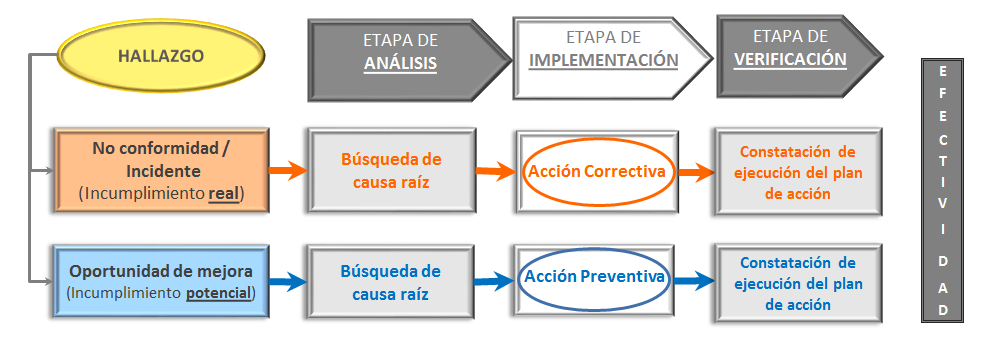 HALLAZGO
ETAPA DE
ANÁLISIS
ETAPA DE
IMPLEMENTACIÓN
ETAPA DE
VERIFICACIÓN
No conformidad /
Incidente
(Incumplimiento real)
Búsqueda de
causa raíz
Acción Correctiva
Constatación de
ejecución del plan
de acción
Oportunidad de mejora
(Incumplimiento potencial)
Búsqueda de
causa raíz
Acción Preventiva
Constatación de
ejecución del plan
de acción
E
F
E
C
T
I
V
I
D
A
D